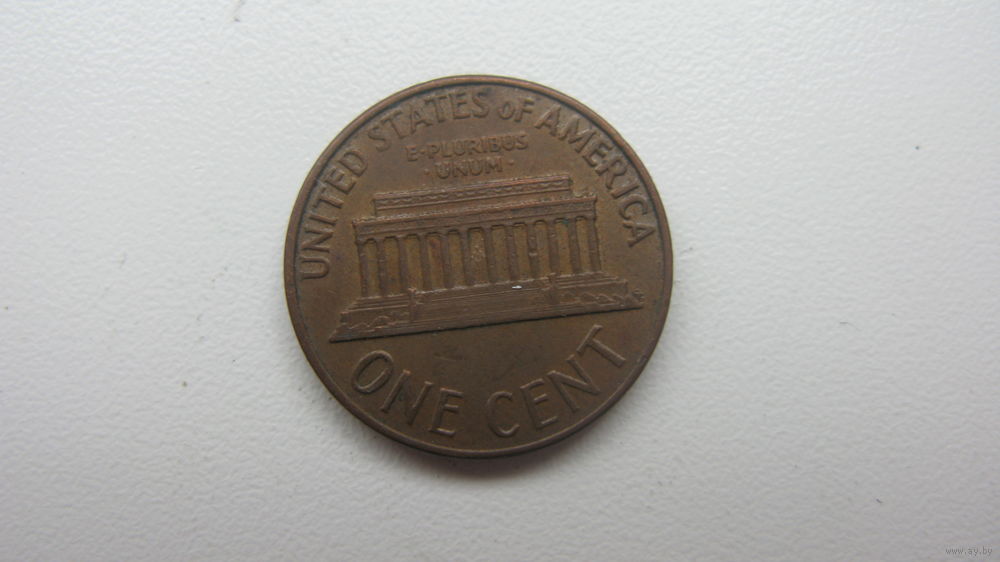 UNITED STATES oF AMERICA
E·PLURIBUS
·UNUM·
ONE CENT
www.ay.by